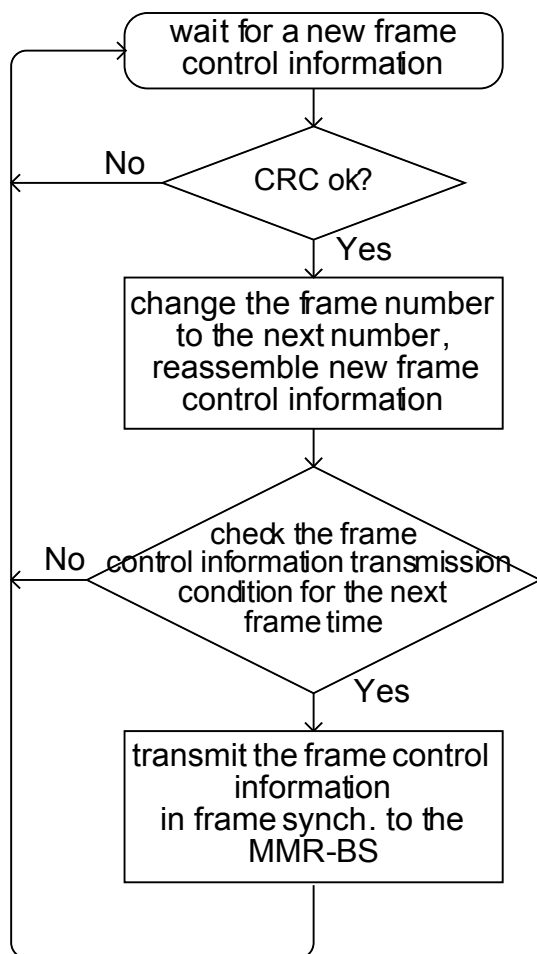 wait for a new frame
control information
No
CRC ok?
Yes
change the frame number
to the next number,
reassemble new frame
control information
check the frame
No
control information transmission
condition for the next
frame time
Yes
transmit the frame control
information
in frame synch. to the
MMR-BS